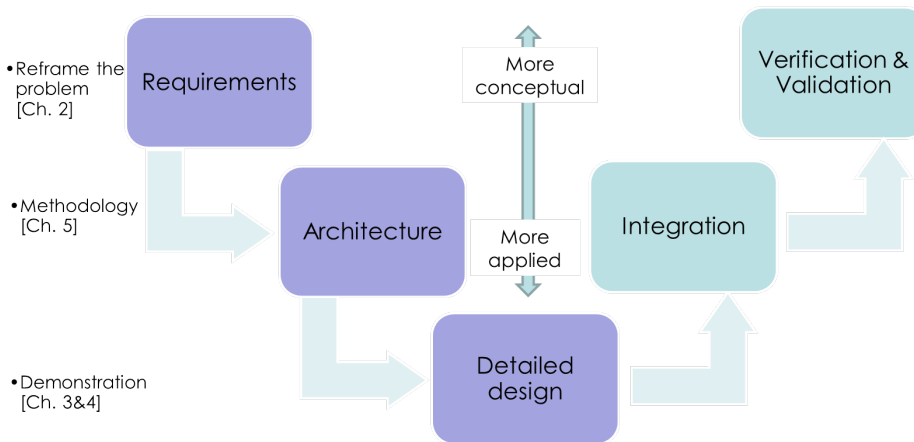 •Reframe the
problem
[Ch. 2]
Requirements
More
conceptual
Verification &
Validation
•Methodology
[Ch. 5]
Architecture
More
applied
Integration
•Demonstration
[Ch. 3&4]
Detailed
design